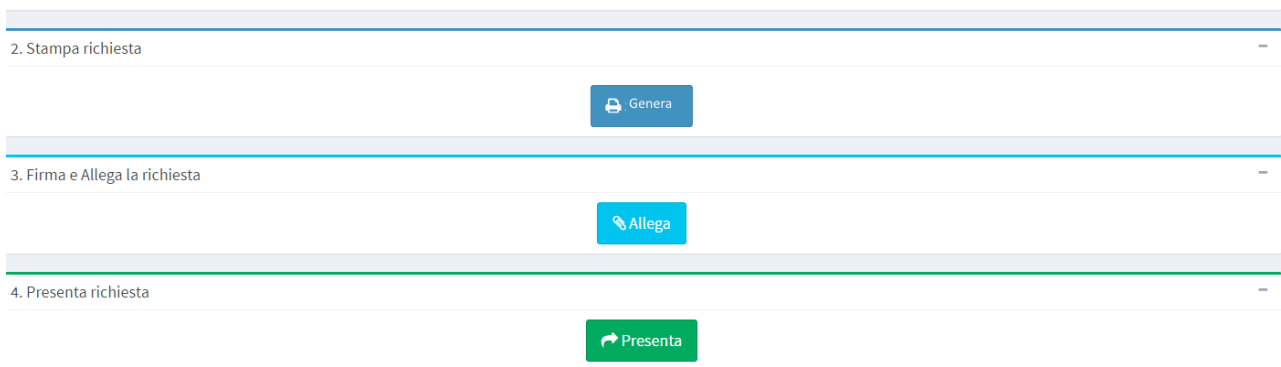 2. Stampa richiesta
Genera
3. Firma e Allega la richiesta
Allega
4. Presenta richiesta
Presenta